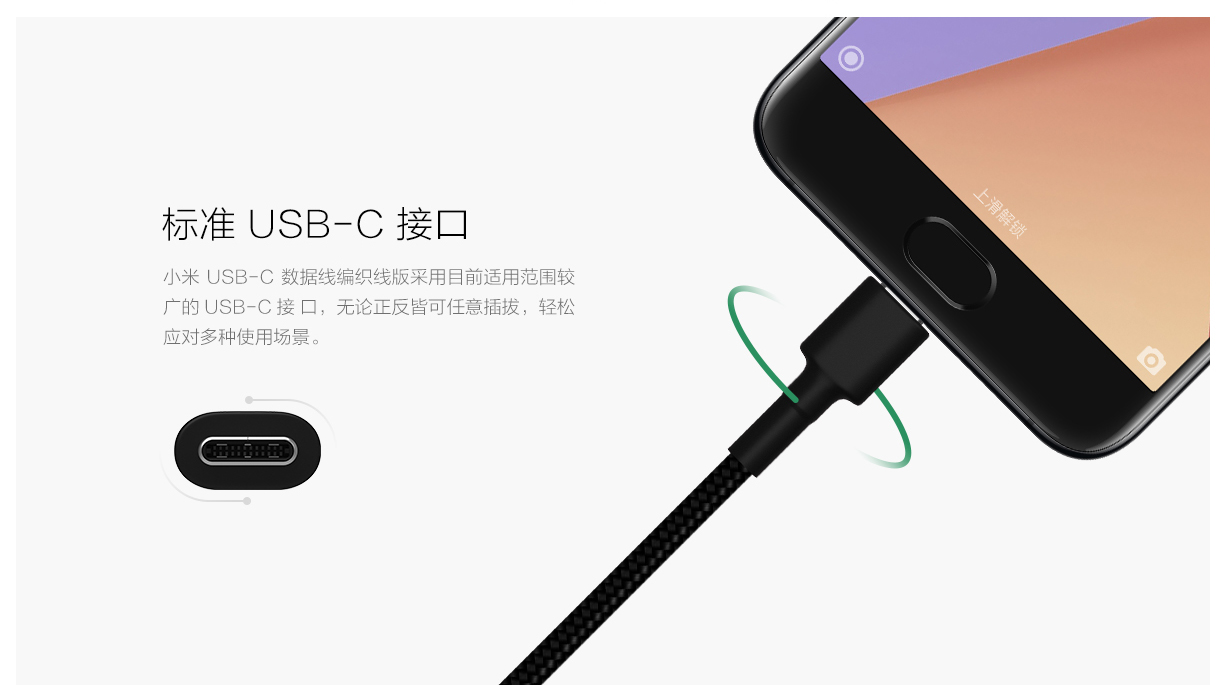 标准 USB-C 接口
小米 USB-C 数据线编织线版采用目前适用范围较
广的 USB-C 接 口，无论正反皆可任意插拔，轻松
应对多种使用场景。
上滑解锁